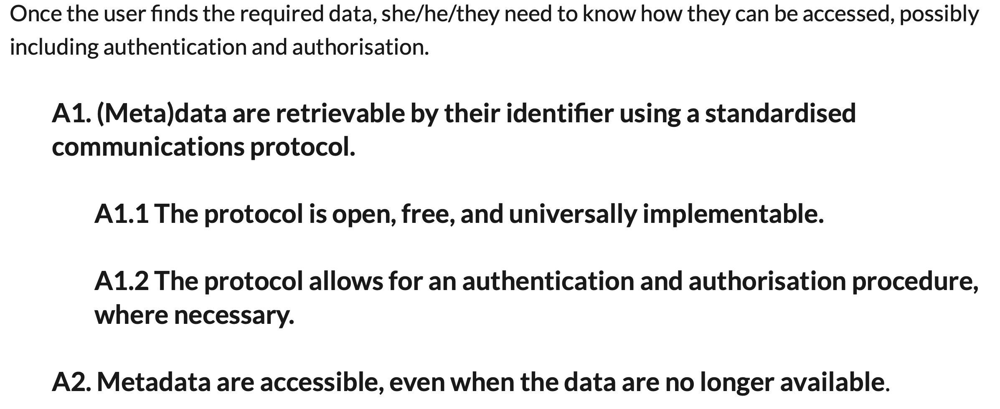 Once the user finds the required data, she/he/they need to know how they can be accessed, possibly
including authentication and authorisation.
A1. (Meta)data are retrievable by their identifier using a standardised
communications protocol.
A1.1 The protocol is open, free, and universally implementable.
A1.2 The protocol allows for an authentication and authorisation procedure,
where necessary.
A2. Metadata are accessible, even when the data are no longer available.